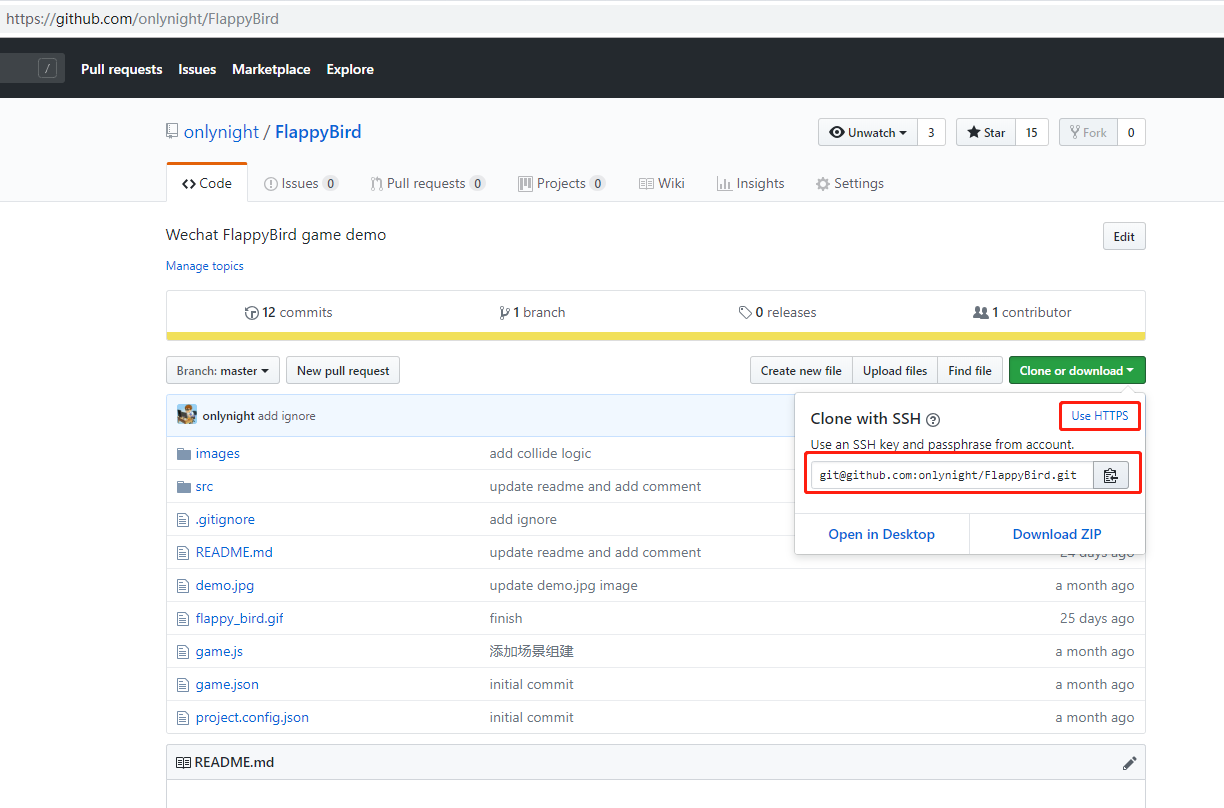 https://github.com/onlynight/FlappyBird
/ Pull requests Issues Marketplace Explore
onlynight / FlappyBird
Unwatch 3 Star 15 Fork 0
Code Issues 0 Pull requests 0 Projects 0 Wiki Insights Settings
Wechat FlappyBird game demo
Edit
Manage topics
12 commits 1 branch 0 releases 1 contributor
Branch: master New pull request Create new file Upload files Find file Clone or download
onlynight add ignore
Clone with SSH ?
Use HTTPS
Use an SSH key and passphrase from account.
git@github.com:onlynight/FlappyBird.git
Open in Desktop Download ZIP
images add collide logic
src update readme and add comment
.gitignore add ignore
README.md update readme and add comment 24 days ago
demo.jpg update demo.jpg image a month ago
flappy_bird.gif finish 25 days ago
game.js 添加场景组建 a month ago
game.json initial commit a month ago
project.config.json initial commit a month ago
README.md